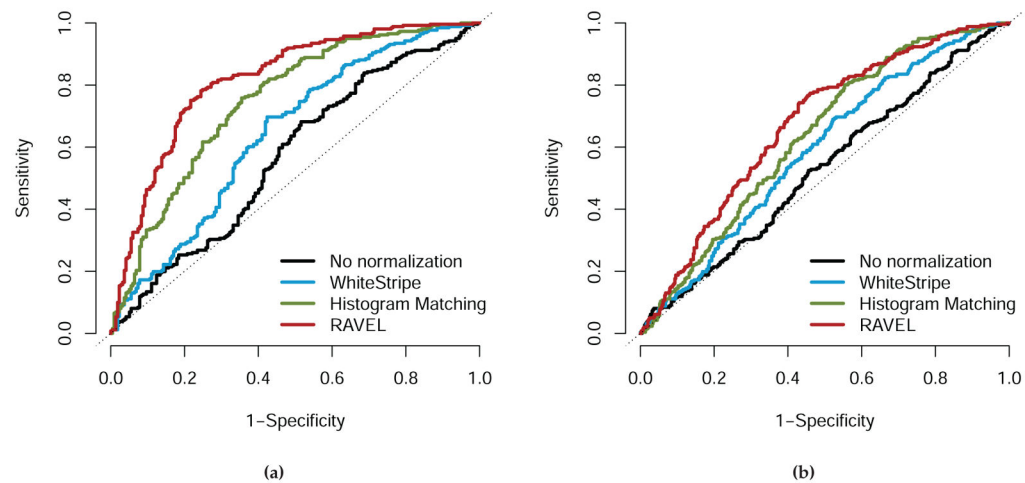 Sensitivity
1.0
0.8
0.6
0.4
0.2
0.0
No normalization
WhiteStripe
Histogram Matching
RAVEL
0.0 0.2 0.4 0.6 0.8 1.0
1−Specificity
(a)
Sensitivity
1.0
0.8
0.6
0.4
0.2
0.0
No normalization
WhiteStripe
Histogram Matching
RAVEL
0.0 0.2 0.4 0.6 0.8 1.0
1−Specificity
(b)